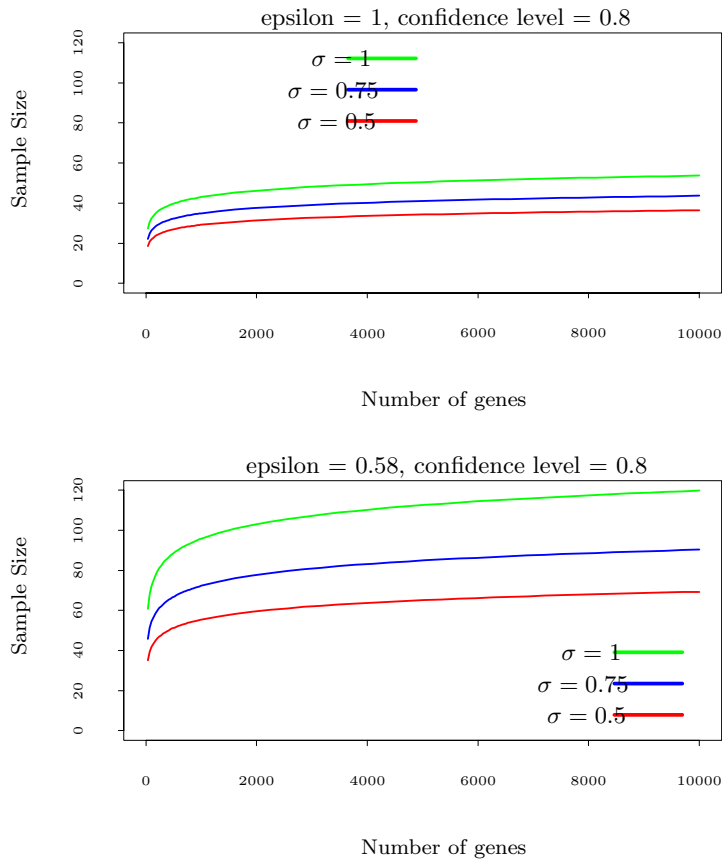 epsilon = 1, confidence level = 0.8
120
100
80
60
40
20
0
Sample Size
σ = 1
σ = 0.75
σ = 0.5
0 2000 4000 6000 8000 10000
Number of genes
epsilon = 0.58, confidence level = 0.8
120
100
80
60
40
20
0
Sample Size
σ = 1
σ = 0.75
σ = 0.5
0 2000 4000 6000 8000 10000
Number of genes